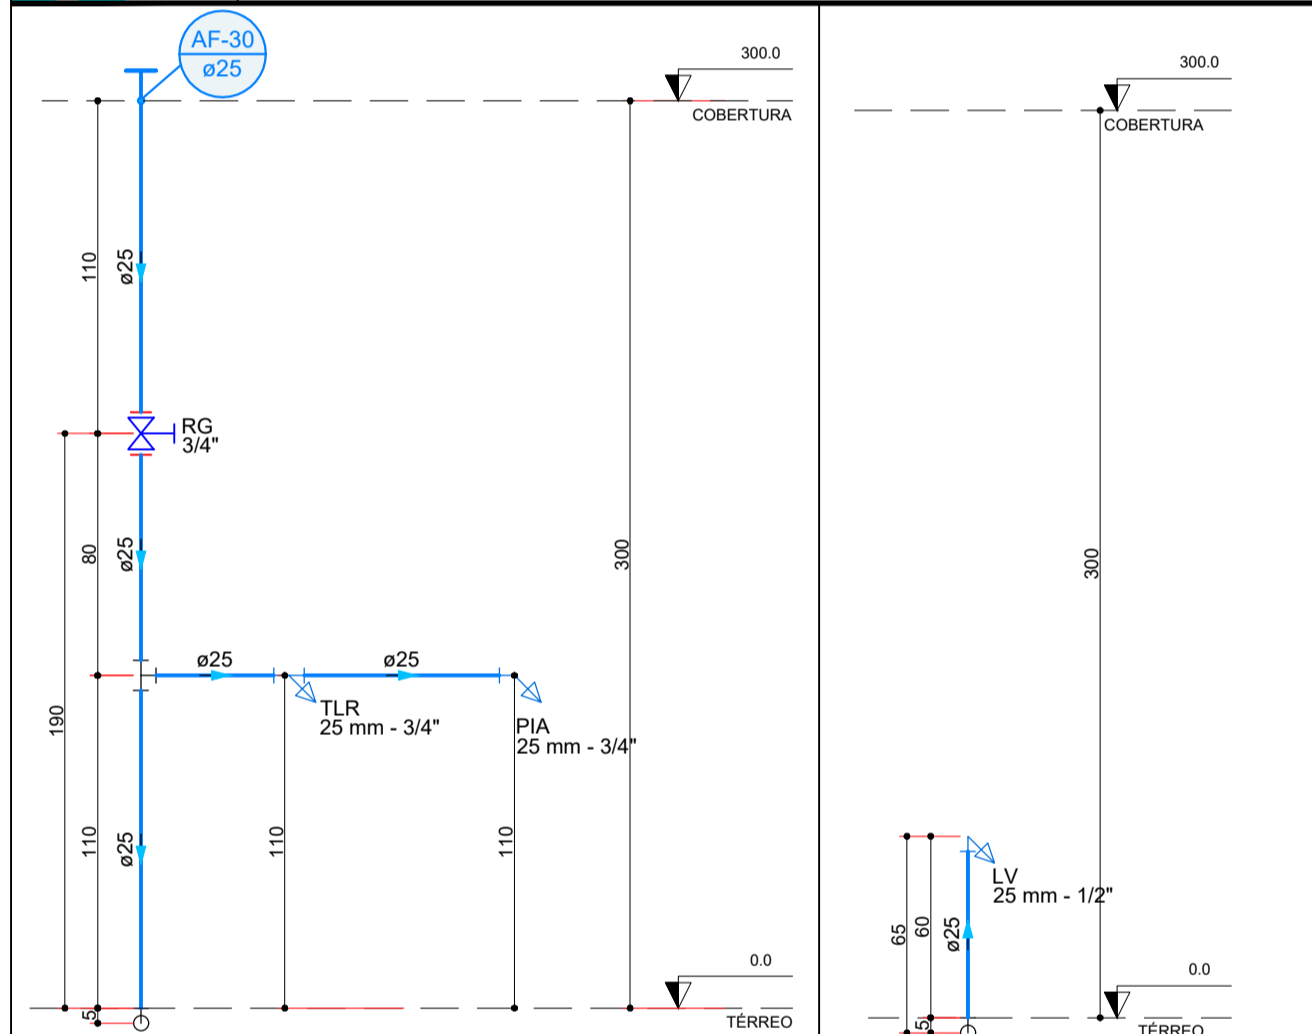 AF-30
ø25
300.0
COBERTURA
110
ø25
RG
3/4"
80
ø25
300
190
ø25
ø25
TLR
25 mm - 3/4"
PIA
25 mm - 3/4"
110
ø25
110
110
0.0
TÉRREO
5
300.0
COBERTURA
300
LV
25 mm - 1/2"
65
60
ø25
0.0
TÉRREO
5